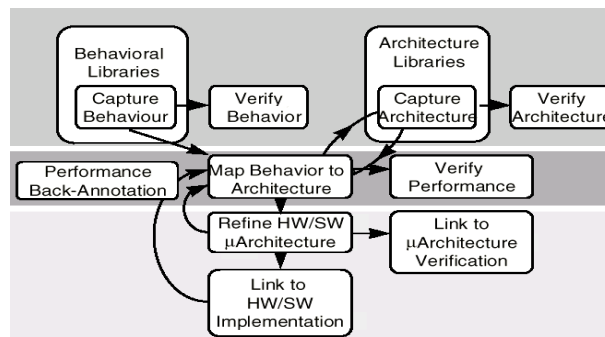 Behavioral
Libraries
Capture
Behaviour
Verify
Behavior
Architecture
Libraries
Capture
Architecture
Verify
Architecture
Performance
Back-Annotation
Map Behavior to
Architecture
Verify
Performance
Refine HW/SW
µArchitecture
Link to
µArchitecture
Verification
Link to
HW/SW
Implementation